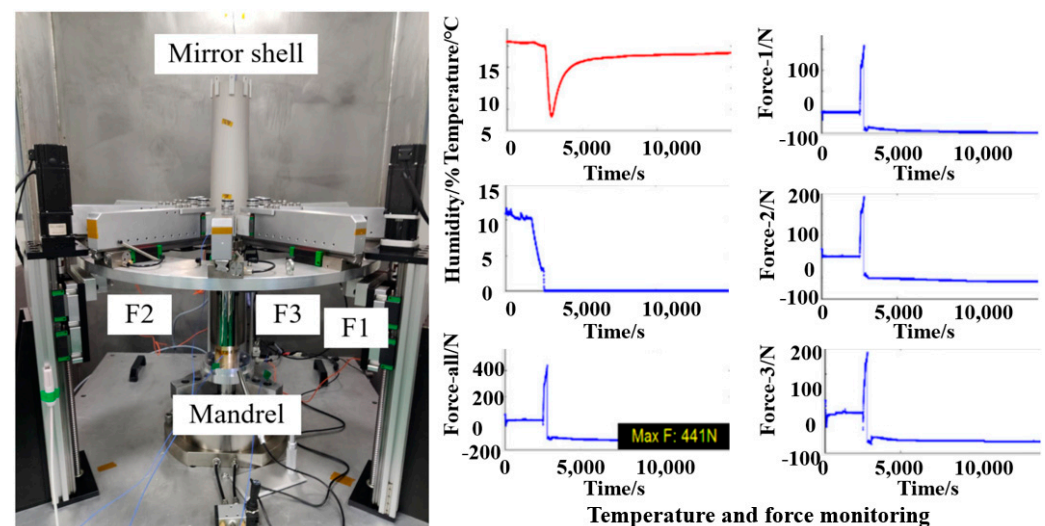 Mirror shell
F2
F3
F1
Mandrel
Humidity/% Temperature/°C
15
10
5
0
5,000
10,000
Time/s
15
10
5
0
0
5,000
10,000
Time/s
Force-all/N
400
200
0
-200
0
5,000
10,000
Time/s
Max F: 441N
Force-1/N
100
0
-100
0
5,000
10,000
Time/s
Force-2/N
200
100
0
-100
0
5,000
10,000
Time/s
Force-3/N
200
100
0
-100
0
5,000
10,000
Time/s
Temperature and force monitoring